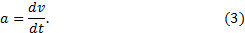 a = dv/dt. (3)